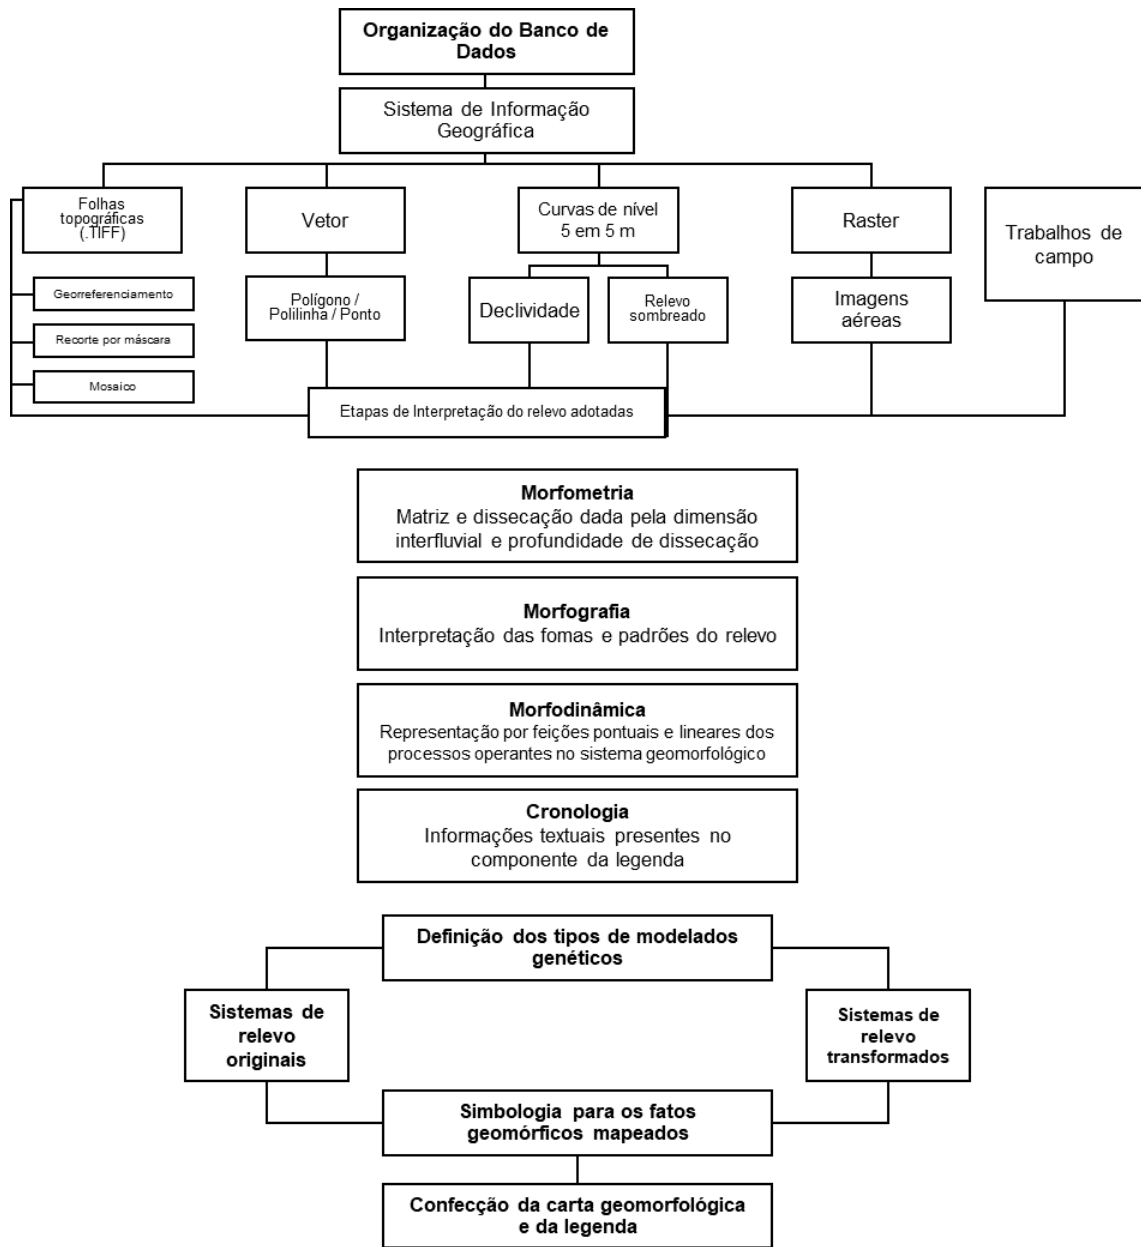 Organização do Banco de
Dados
Sistema de Informação
Geográfica
Folhas
topográficas
(.TIFF)
Georreferenciamento
Recorte por máscara
Mosaico
Vetor
Polígono /
Polilinha / Ponto
Curvas de nível
5 em 5 m
Declividade
Relevo
sombreado
Raster
Imagens
aéreas
Trabalhos de
campo
Etapas de Interpretação do relevo adotadas
Morfometria
Matriz e dissecação dada pela dimensão
interfluvial e profundidade de dissecação
Morfografia
Interpretação das fomas e padrões do relevo
Morfodinâmica
Representação por feições pontuais e lineares dos
processos operantes no sistema geomorfológico
Cronologia
Informações textuais presentes no
componente da legenda
Definição dos tipos de modelados
genéticos
Sistemas de
relevo
originais
Sistemas de
relevo
transformados
Simbologia para os fatos
geomórficos mapeados
Confecção da carta geomorfológica
e da legenda